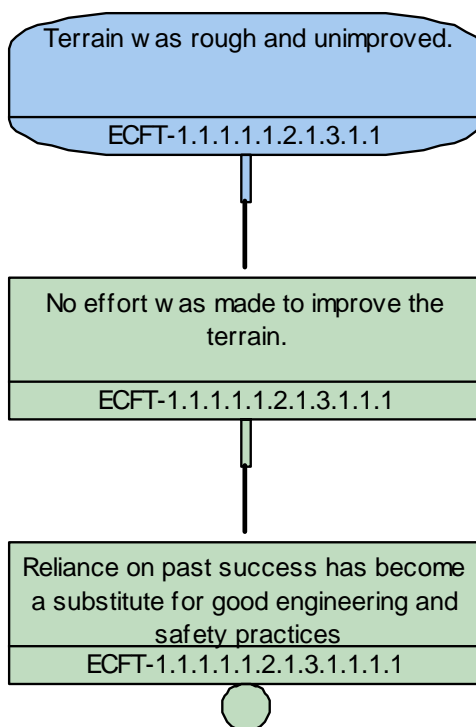 Terrain was rough and unimproved.
ECFT-1.1.1.1.1.2.1.3.1.1
No effort was made to improve the
terrain.
ECFT-1.1.1.1.1.2.1.3.1.1.1
Reliance on past success has become
a substitute for good engineering and
safety practices
ECFT-1.1.1.1.1.2.1.3.1.1.1.1